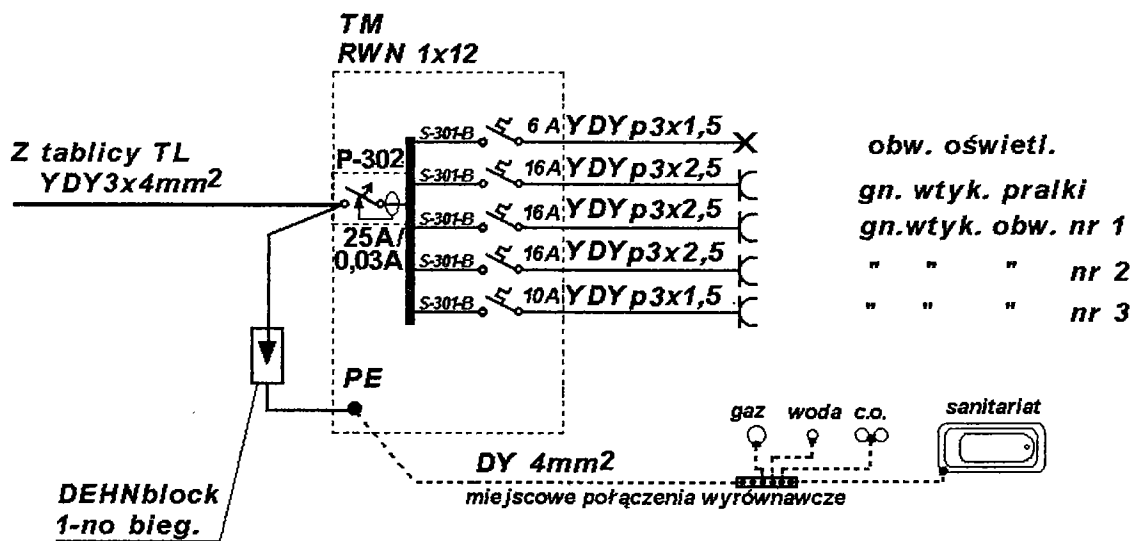 TM
RWN 1x12
Z tablicy TL
YDY3x4mm2
P-302
25A/
0,03A
S-301-B 6 A YDYp3x1,5 obw. oświetl.
S-301-B 16A YDYp3x2,5 gn. wtyk. pralki
S-301-B 16A YDYp3x2,5 gn.wtyk. obw. nr 1
S-301-B 16A YDYp3x2,5 " " " nr 2
S-301-B 10A YDYp3x1,5 " " " nr 3
PE
gaz woda c.o. sanitariat
DY 4mm2
miejscowe połączenia wyrównawcze
DEHNblock
1-no bieg.